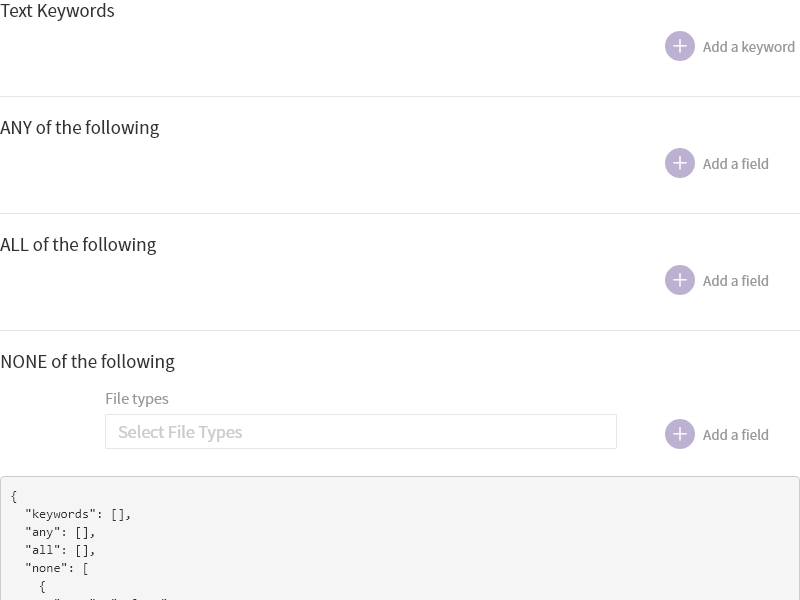 Text Keywords
Add a keyword
ANY of the following
Add a field
ALL of the following
Add a field
NONE of the following
File types
Select File Types
Add a field
{
"keywords": [],
"any": [],
"all": [],
"none": [
{